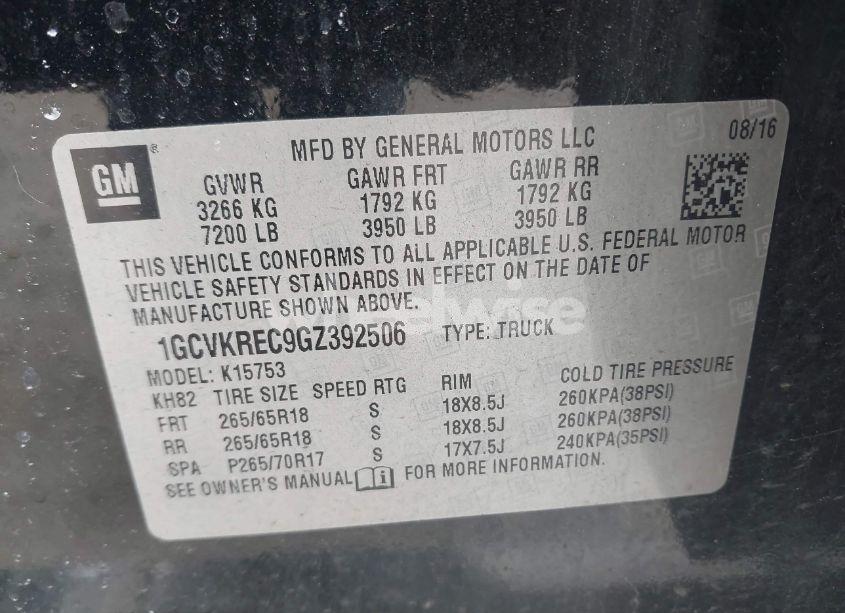 GM ®
MFD BY GENERAL MOTORS LLC
08/16
GVWR GAWR FRT GAWR RR
3266 KG 1792 KG 1792 KG
7200 LB 3950 LB 3950 LB
THIS VEHICLE CONFORMS TO ALL APPLICABLE U.S. FEDERAL MOTOR
VEHICLE SAFETY STANDARDS IN EFFECT ON THE DATE OF
MANUFACTURE SHOWN ABOVE.
1GCVKREC9GZ392506 TYPE: TRUCK
MODEL: K15753
KH82 TIRE SIZE SPEED RTG RIM COLD TIRE PRESSURE
FRT 265/65R18 S 18X8.5J 260KPA(38PSI)
RR 265/65R18 S 18X8.5J 260KPA(38PSI)
SPA P265/70R17 S 17X7.5J 240KPA(35PSI)
SEE OWNER'S MANUAL i FOR MORE INFORMATION.